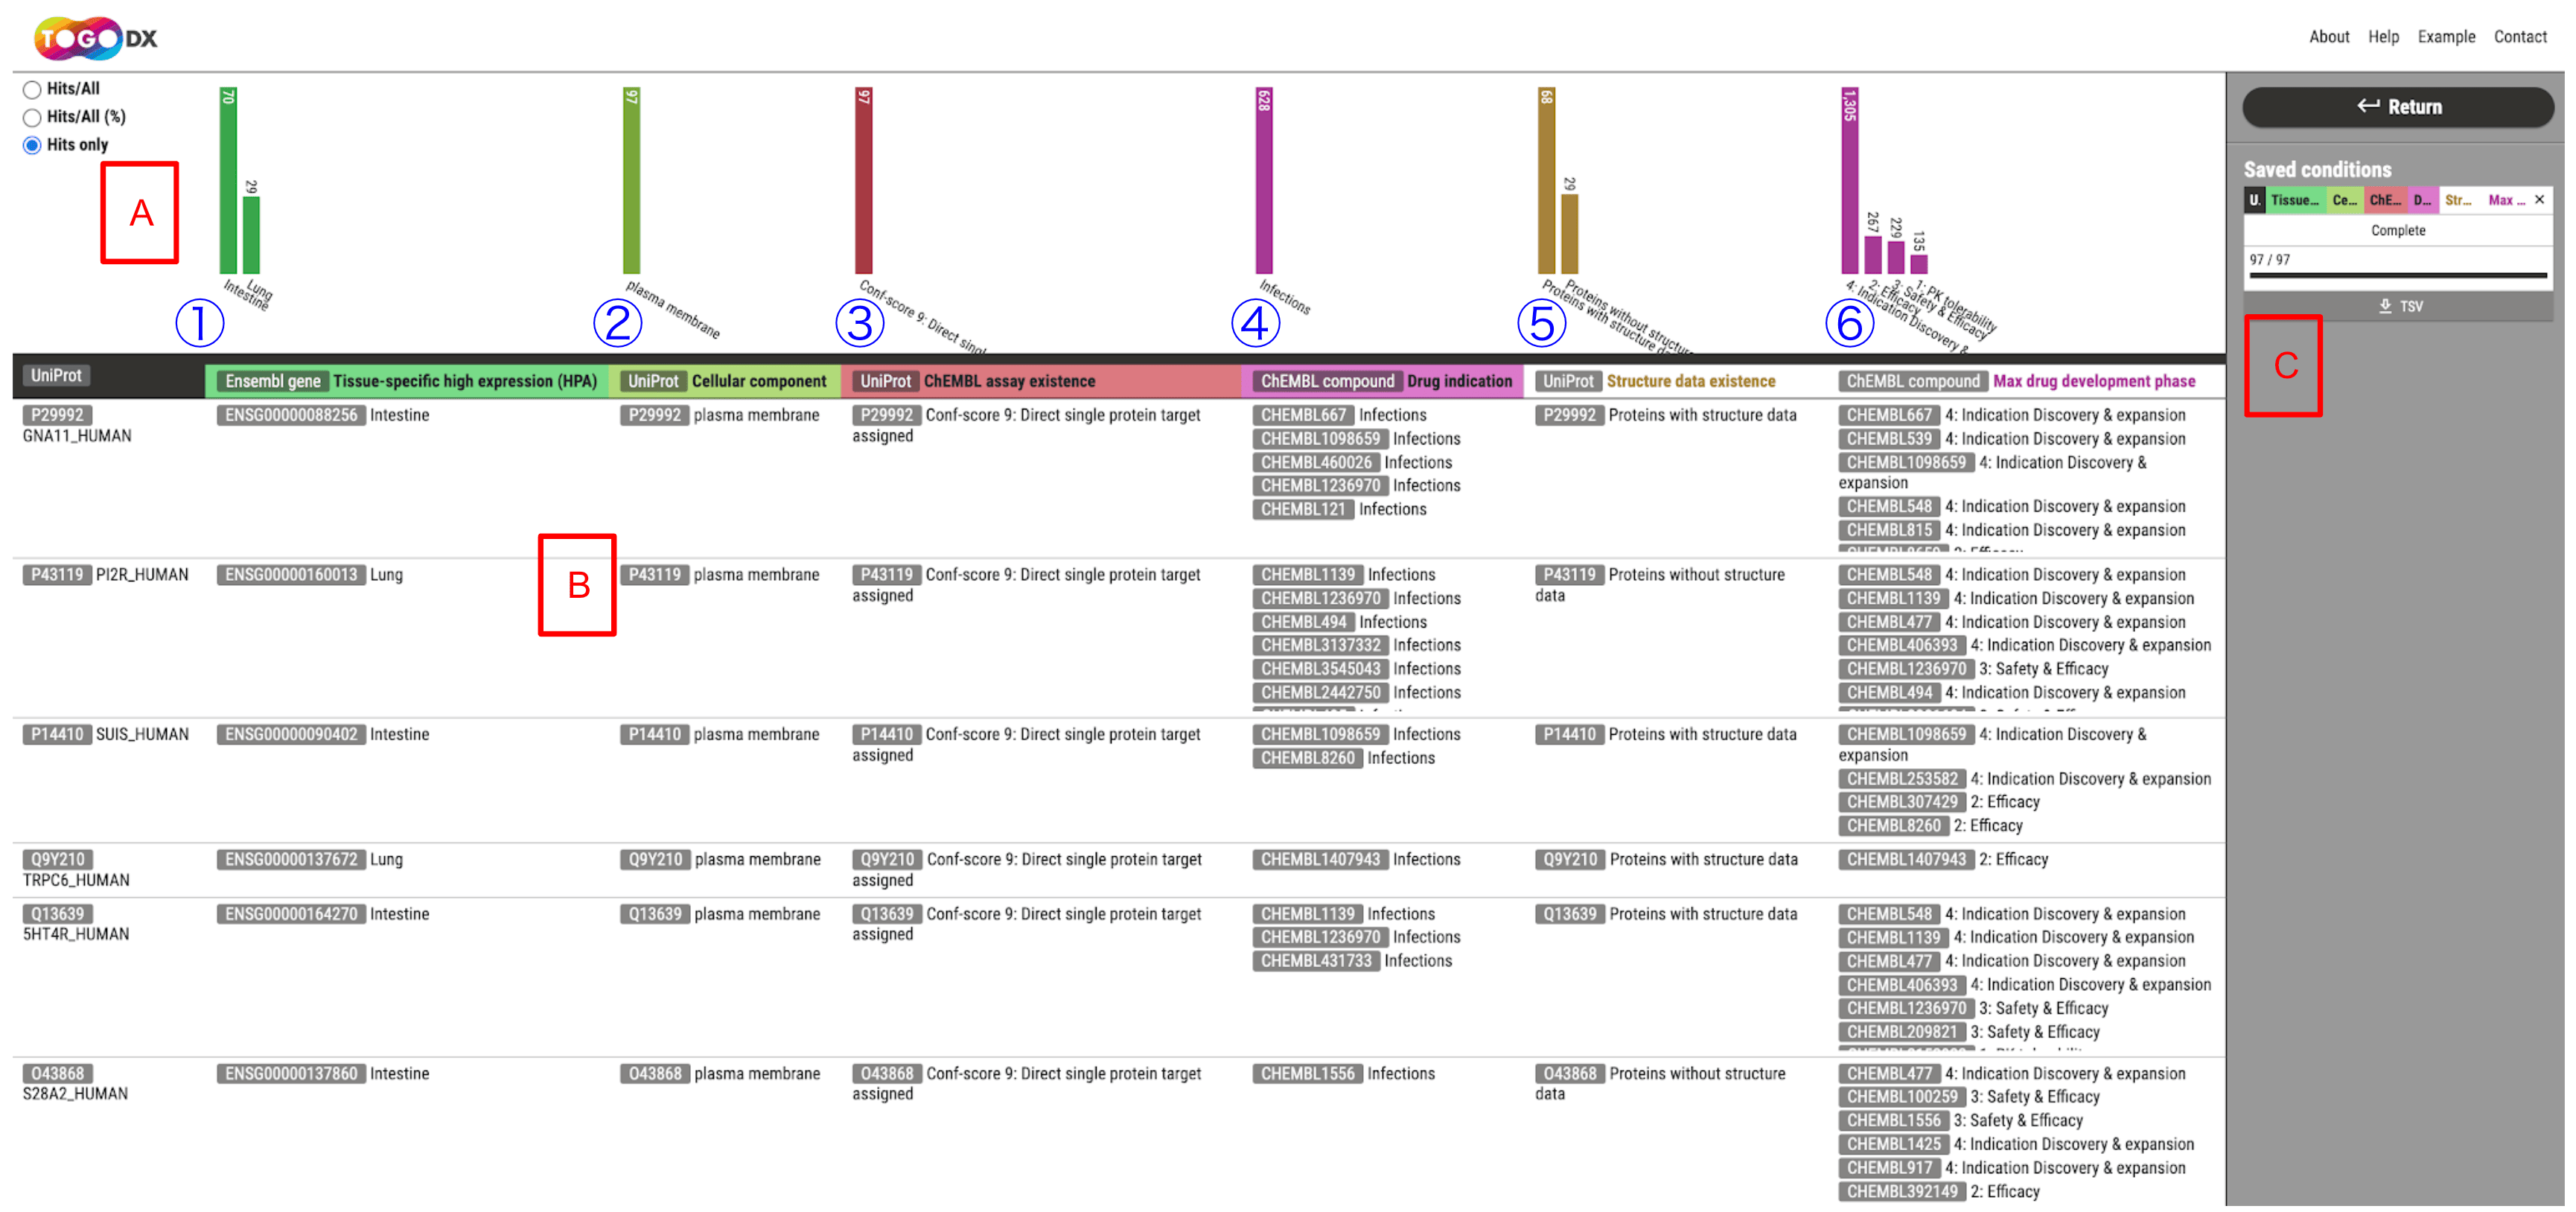 TOGO DX
About Help Example Contact
Hits/All
Hits/All (%)
Hits only
A
70
29
Intestine
Lung
97
plasma membrane
97
Conf-score 9: Direct singl
628
Infections
68
29
Proteins with structure
Proteins without structure
1,305
267
229
135
4: Indication Discovery &
2: Efficacy
3: Safety & Efficacy
1: PK tolerability
① ② ③ ④ ⑤ ⑥
Return
Saved conditions
U. Tissue... Ce... ChE... D... Str... Max ... ×
Complete
97 / 97
TSV
C
UniProt
Ensembl gene Tissue-specific high expression (HPA)
UniProt Cellular component
UniProt ChEMBL assay existence
ChEMBL compound Drug indication
UniProt Structure data existence
ChEMBL compound Max drug development phase
P29992
GNA11_HUMAN
ENSG00000088256 Intestine
P29992 plasma membrane
P29992 Conf-score 9: Direct single protein target
assigned
CHEMBL667 Infections
CHEMBL1098659 Infections
CHEMBL460026 Infections
CHEMBL1236970 Infections
CHEMBL121 Infections
P29992 Proteins with structure data
CHEMBL667 4: Indication Discovery & expansion
CHEMBL539 4: Indication Discovery & expansion
CHEMBL1098659 4: Indication Discovery &
expansion
CHEMBL548 4: Indication Discovery & expansion
CHEMBL815 4: Indication Discovery & expansion
B
P43119 PI2R_HUMAN
ENSG00000160013 Lung
P43119 plasma membrane
P43119 Conf-score 9: Direct single protein target
assigned
CHEMBL1139 Infections
CHEMBL1236970 Infections
CHEMBL494 Infections
CHEMBL3137332 Infections
CHEMBL3545043 Infections
CHEMBL2442750 Infections
P43119 Proteins without structure
data
CHEMBL548 4: Indication Discovery & expansion
CHEMBL1139 4: Indication Discovery & expansion
CHEMBL477 4: Indication Discovery & expansion
CHEMBL406393 4: Indication Discovery & expansion
CHEMBL1236970 3: Safety & Efficacy
CHEMBL494 4: Indication Discovery & expansion
P14410 SUIS_HUMAN
ENSG00000090402 Intestine
P14410 plasma membrane
P14410 Conf-score 9: Direct single protein target
assigned
CHEMBL1098659 Infections
CHEMBL8260 Infections
P14410 Proteins with structure data
CHEMBL1098659 4: Indication Discovery &
expansion
CHEMBL253582 4: Indication Discovery & expansion
CHEMBL307429 2: Efficacy
CHEMBL8260 2: Efficacy
Q9Y210
TRPC6_HUMAN
ENSG00000137672 Lung
Q9Y210 plasma membrane
Q9Y210 Conf-score 9: Direct single protein target
assigned
CHEMBL1407943 Infections
Q9Y210 Proteins with structure data
CHEMBL1407943 2: Efficacy
Q13639
5HT4R_HUMAN
ENSG00000164270 Intestine
Q13639 plasma membrane
Q13639 Conf-score 9: Direct single protein target
assigned
CHEMBL1139 Infections
CHEMBL1236970 Infections
CHEMBL431733 Infections
Q13639 Proteins with structure data
CHEMBL548 4: Indication Discovery & expansion
CHEMBL1139 4: Indication Discovery & expansion
CHEMBL477 4: Indication Discovery & expansion
CHEMBL406393 4: Indication Discovery & expansion
CHEMBL1236970 3: Safety & Efficacy
CHEMBL209821 3: Safety & Efficacy
O43868
S28A2_HUMAN
ENSG00000137860 Intestine
O43868 plasma membrane
O43868 Conf-score 9: Direct single protein target
assigned
CHEMBL1556 Infections
O43868 Proteins without structure
data
CHEMBL477 4: Indication Discovery & expansion
CHEMBL100259 3: Safety & Efficacy
CHEMBL1556 3: Safety & Efficacy
CHEMBL1425 4: Indication Discovery & expansion
CHEMBL917 4: Indication Discovery & expansion
CHEMBL392149 2: Efficacy